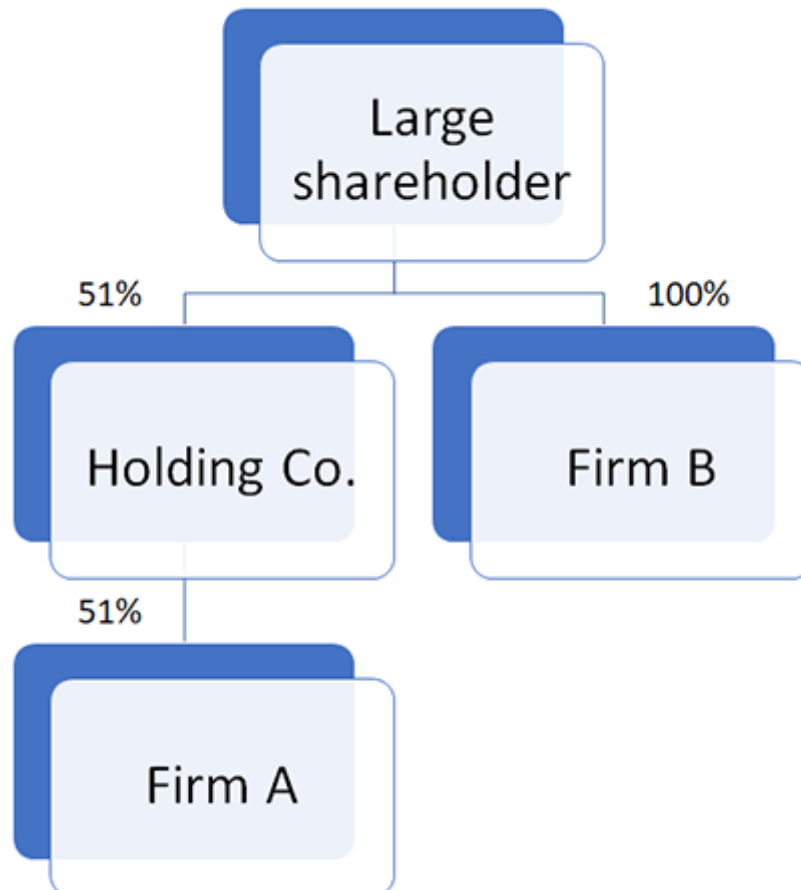 Large
shareholder
51%
100%
Holding Co.
Firm B
51%
Firm A